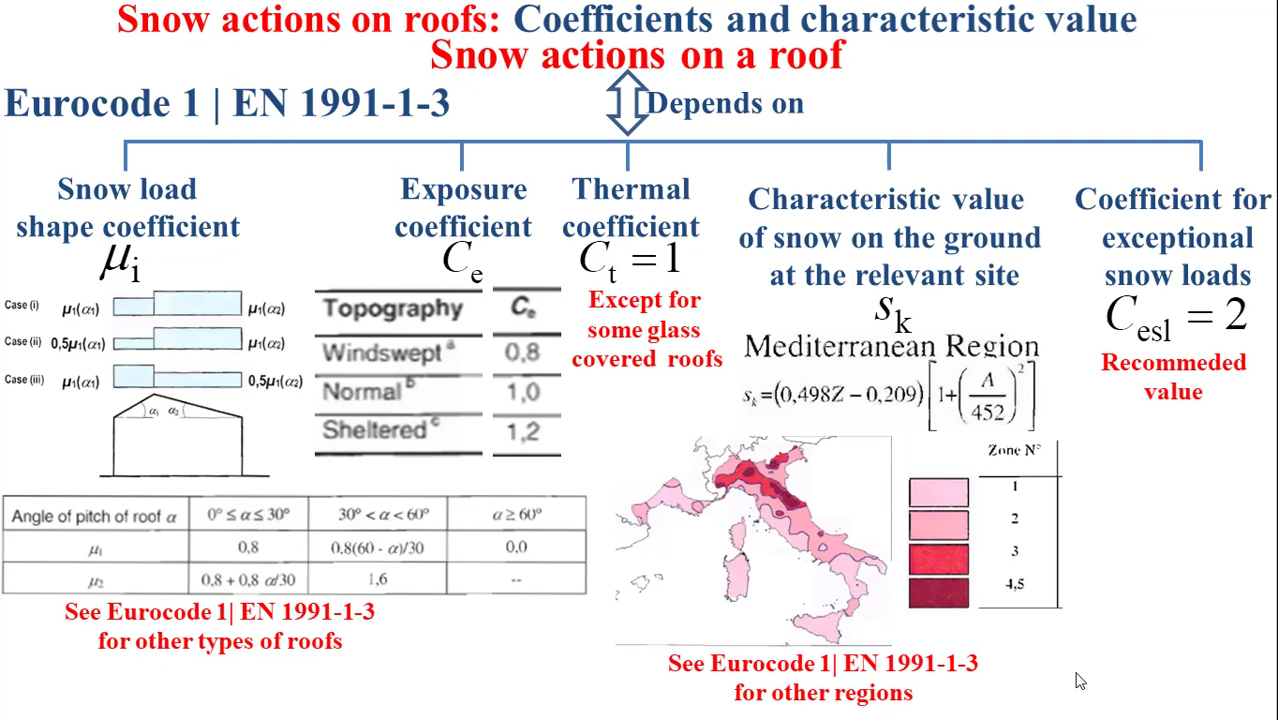 Snow actions on roofs: Coefficients and characteristic value
Snow actions on a roof
Eurocode 1 | EN 1991-1-3
Depends on
Snow load
shape coefficient
μi
Case (i) μ1(α1) μ1(α2)
Case (ii) 0,5μ1(α1) μ1(α2)
Case (iii) μ1(α1) 0,5μ1(α2)
α1 α2
Angle of pitch of roof α 0° ≤ α ≤ 30° 30° < α < 60° α ≥ 60°
μ1 0,8 0,8(60 - α)/30 0,0
μ2 0,8 + 0,8 α/30 1,6 --
See Eurocode 1| EN 1991-1-3
for other types of roofs
Exposure
coefficient
Ce
Topography Ce
Windswept a 0,8
Normal b 1,0
Sheltered c 1,2
Thermal
coefficient
Ct = 1
Except for
some glass
covered roofs
Characteristic value
of snow on the ground
at the relevant site
sk
Mediterranean Region
sk=(0,498Z – 0,209)[1+(A/452)²]
Zone N°
1
2
3
4,5
See Eurocode 1| EN 1991-1-3
for other regions
Coefficient for
exceptional
snow loads
Cesl = 2
Recommeded
value